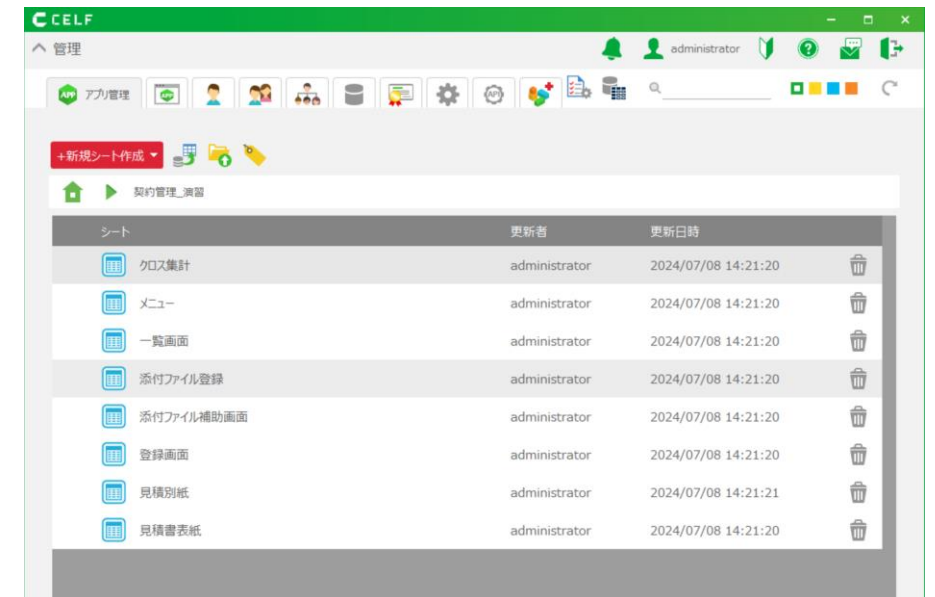 CELF
管理
administrator
APP アプリ管理
API
+新規シート作成
契約管理_演習
シート 更新者 更新日時
クロス集計 administrator 2024/07/08 14:21:20
メニュー administrator 2024/07/08 14:21:20
一覧画面 administrator 2024/07/08 14:21:20
添付ファイル登録 administrator 2024/07/08 14:21:20
添付ファイル補助画面 administrator 2024/07/08 14:21:20
登録画面 administrator 2024/07/08 14:21:20
見積別紙 administrator 2024/07/08 14:21:21
見積書表紙 administrator 2024/07/08 14:21:20